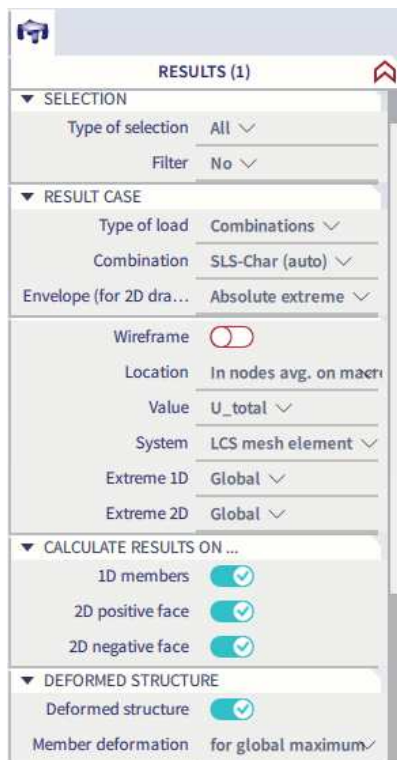 RESULTS (1)
SELECTION
Type of selection All
Filter No
RESULT CASE
Type of load Combinations
Combination SLS-Char (auto)
Envelope (for 2D dra... Absolute extreme
Wireframe
Location In nodes avg. on macr
Value U_total
System LCS mesh element
Extreme 1D Global
Extreme 2D Global
CALCULATE RESULTS ON ...
1D members
2D positive face
2D negative face
DEFORMED STRUCTURE
Deformed structure
Member deformation for global maximum